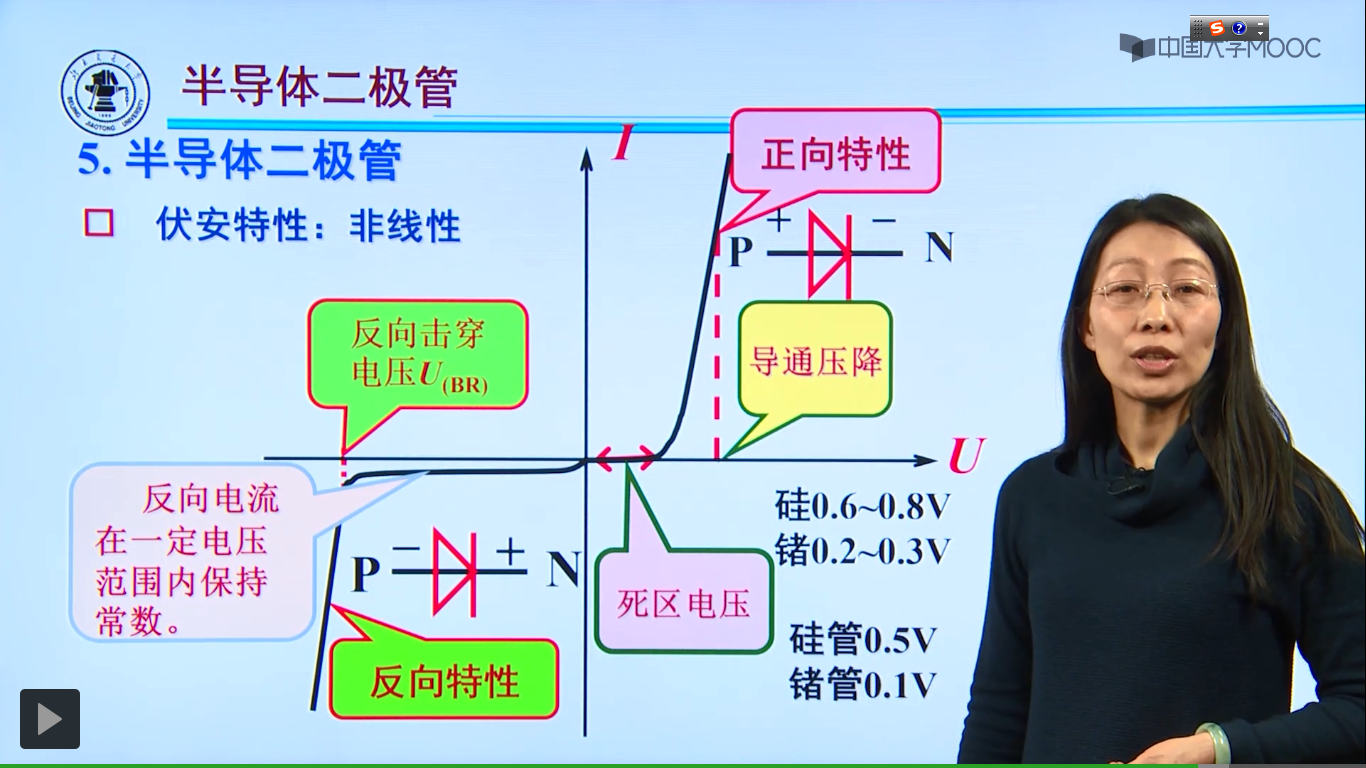 中国大学MOOC
半导体二极管
BEIJING JIAOTONG UNIVERSITY
5. 半导体二极管
I
正向特性
伏安特性：非线性
+ −
P N
反向击穿
电压U(BR)
导通压降
U
反向电流
在一定电压
范围内保持
常数。
硅0.6~0.8V
锗0.2~0.3V
− +
P N
死区电压
硅管0.5V
锗管0.1V
反向特性